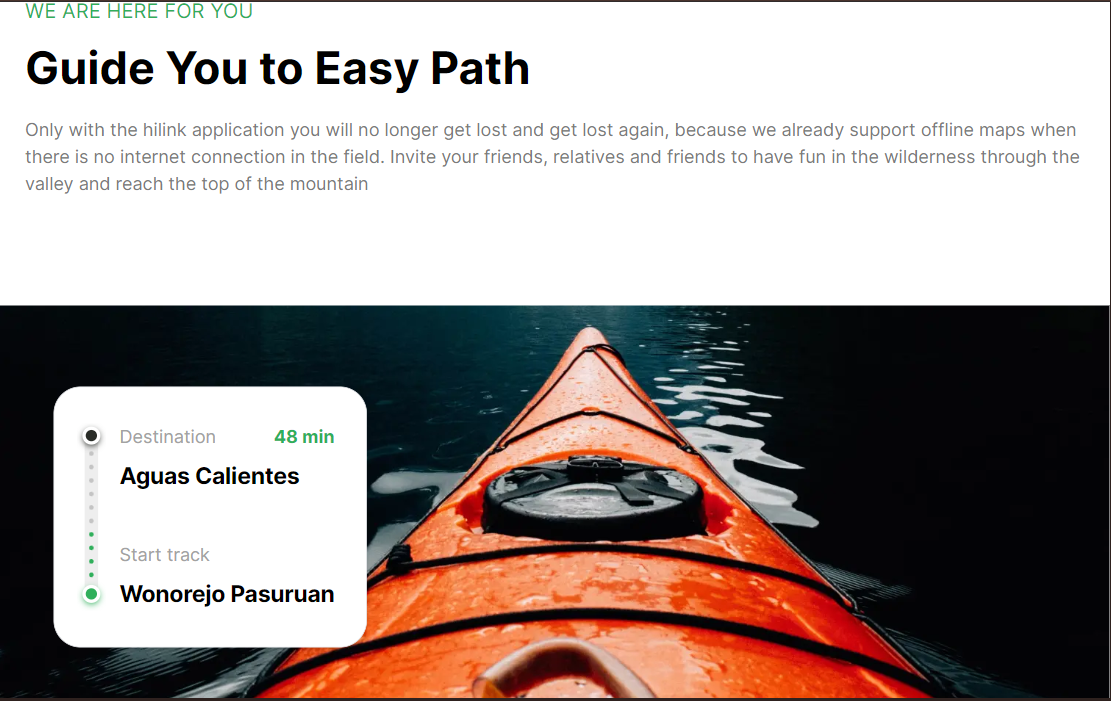 WE ARE HERE FOR YOU
Guide You to Easy Path
Only with the hilink application you will no longer get lost and get lost again, because we already support offline maps when
there is no internet connection in the field. Invite your friends, relatives and friends to have fun in the wilderness through the
valley and reach the top of the mountain
Destination 48 min
Aguas Calientes
Start track
Wonorejo Pasuruan